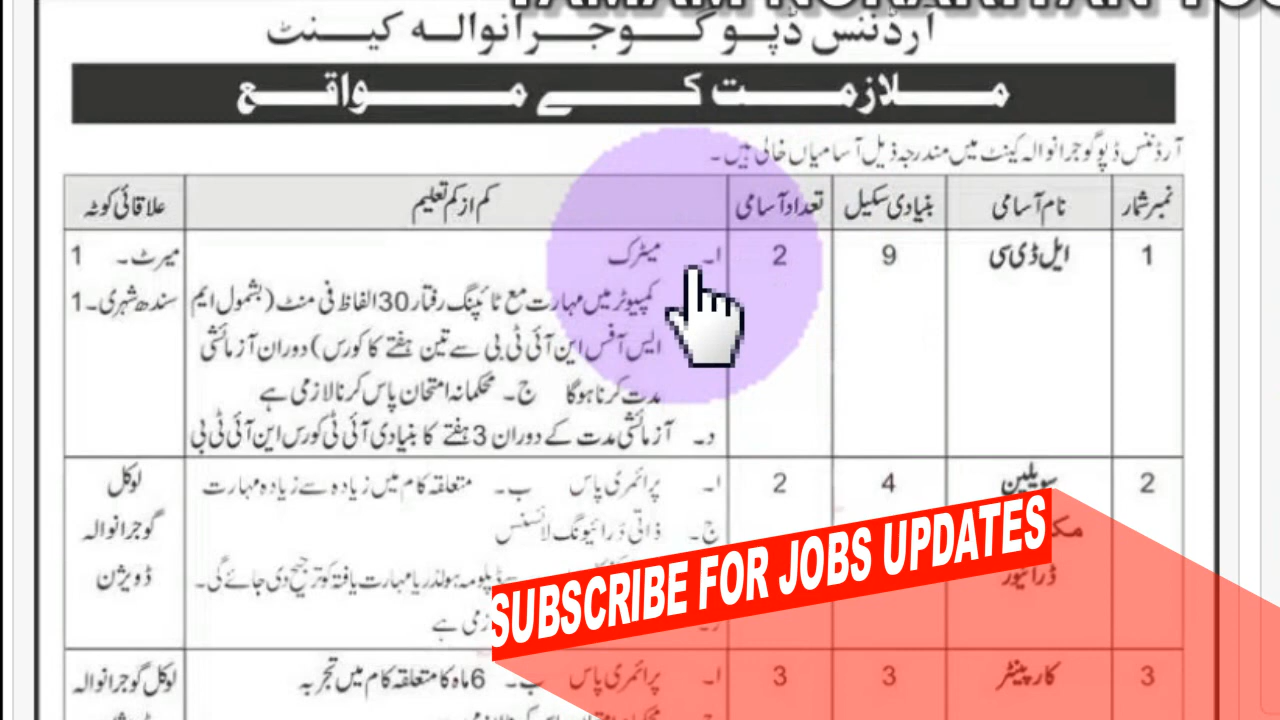 آرڈننس ڈپو گوجرانوالہ کینٹ
ملازمت کے مواقع
آرڈننس ڈپو گوجرانوالہ کینٹ میں مندرجہ ذیل آسامیاں خالی ہیں۔
نمبر شمار نام آسامی بنیادی سکیل تعداد آسامی کم از کم تعلیم علاقائی کوٹہ
1 ایل ڈی سی 9 2 ا۔ میٹرک میرٹ۔ 1
کمپیوٹر میں مہارت مع ٹائپنگ رفتار 30 الفاظ فی منٹ (بشمول ایم سندھ شہری۔ 1
ایس آفس این آئی ٹی بی سے تین ہفتے کا کورس) دوران آزمائشی
مدت کرنا ہوگا ج۔ محکمانہ امتحان پاس کرنا لازمی ہے
د۔ آزمائشی مدت کے دوران 3 ہفتے کا بنیادی آئی ٹی کورس این آئی ٹی بی
2 سویلین 4 2 ا۔ پرائمری پاس ب۔ متعلقہ کام میں زیادہ سے زیادہ مہارت لوکل
ج۔ ذاتی ڈرائیونگ لائسنس گوجرانوالہ
ڈرائیور سے ڈپلومہ ہولڈر یا مہارت یافتہ کو ترجیح دی جائے گی۔ ڈویژن
SUBSCRIBE FOR JOBS UPDATES
3 کارپینٹر 3 3 ا۔ پرائمری پاس ب۔ 6 ماہ کا متعلقہ کام میں تجربہ لوکل گوجرانوالہ